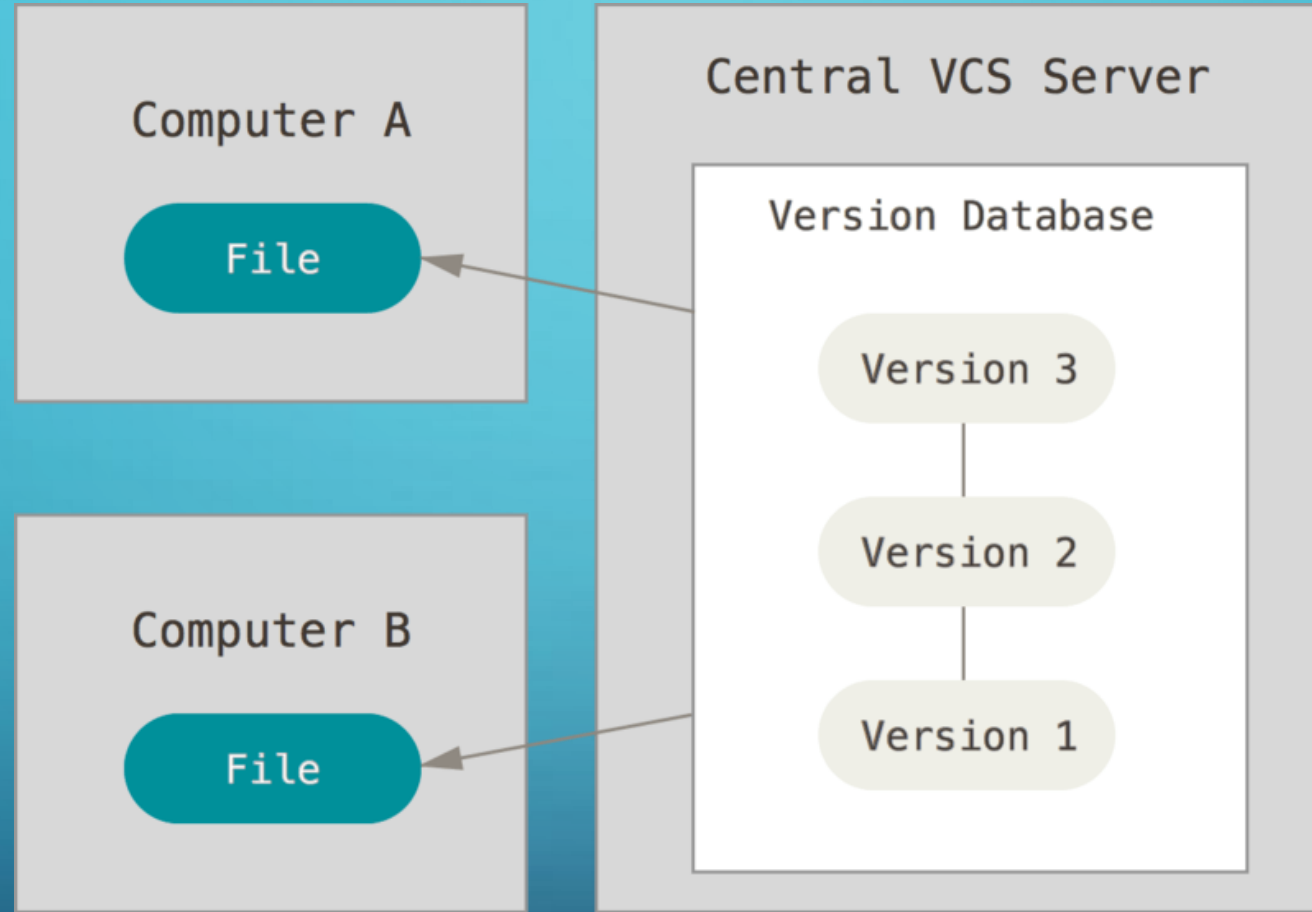 Computer A
File
Computer B
File
Central VCS Server
Version Database
Version 3
Version 2
Version 1